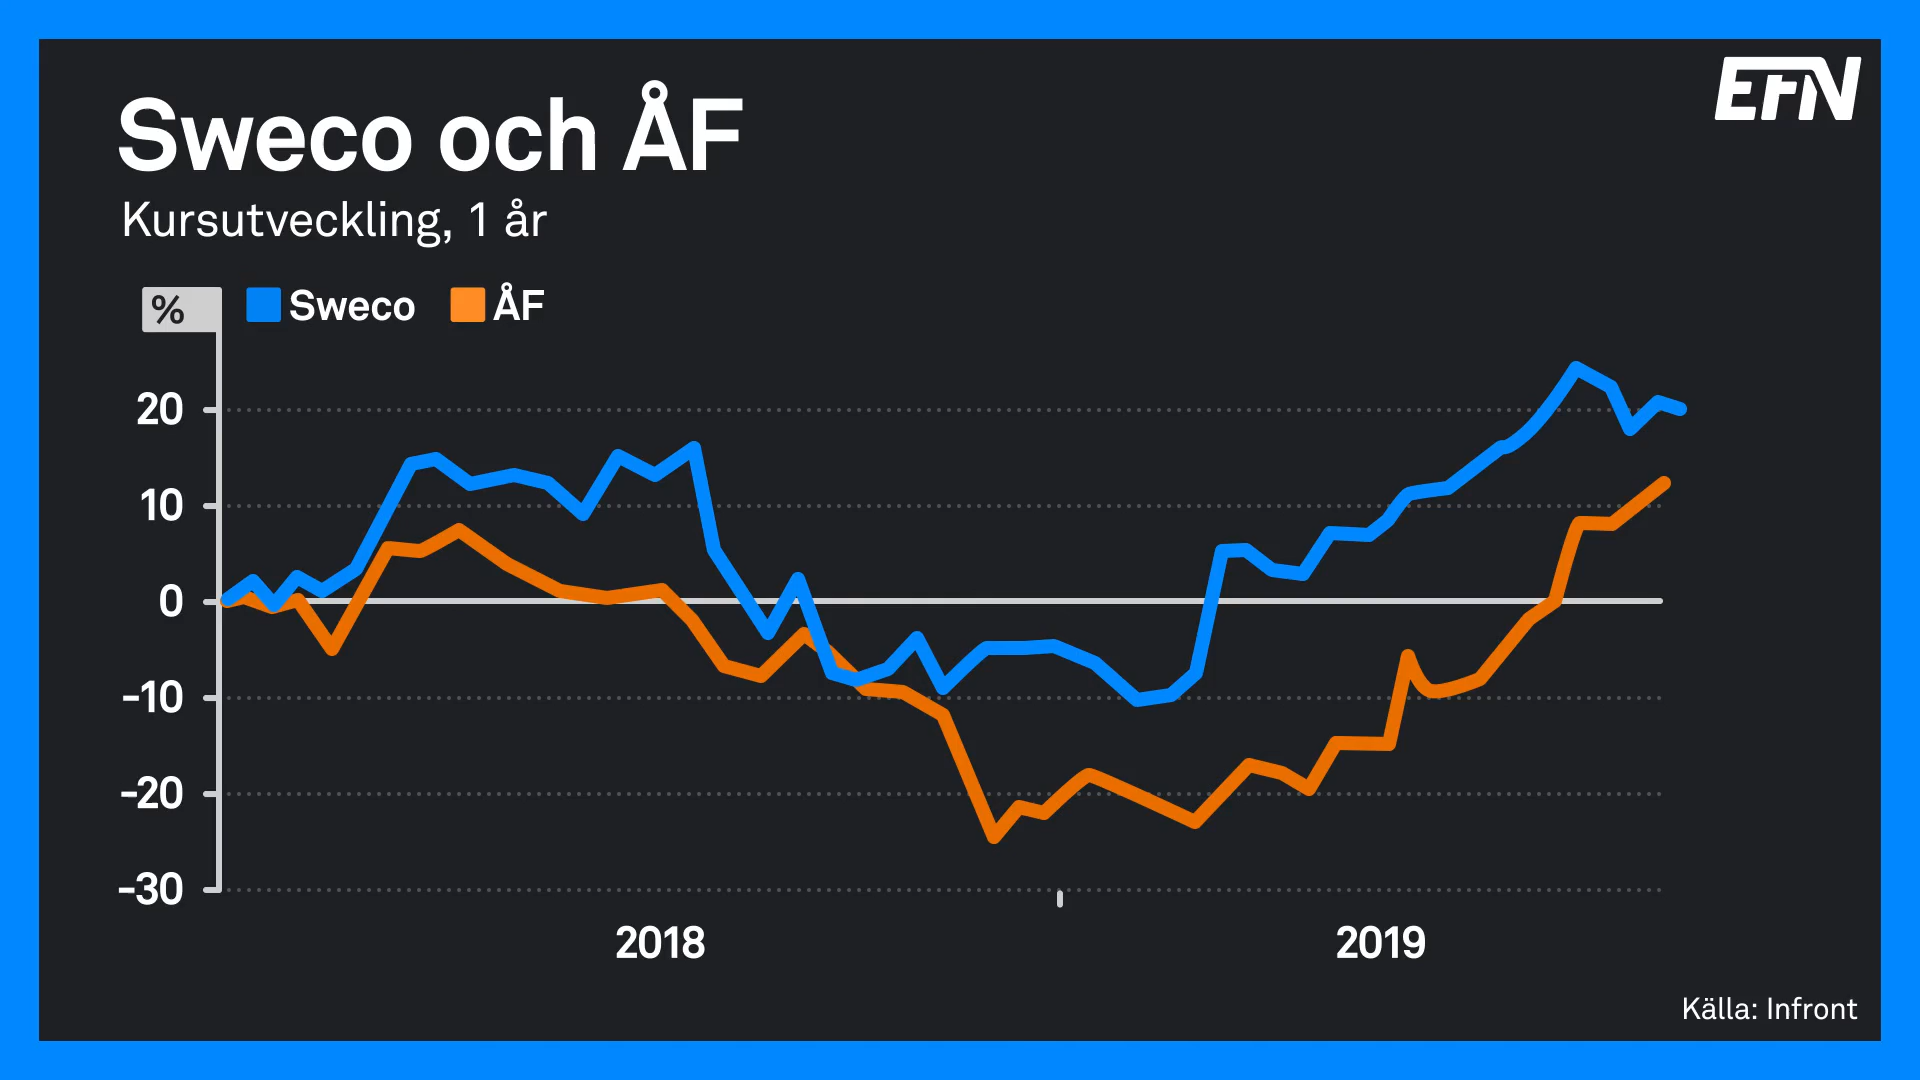 EFN
Sweco och ÅF
Kursutveckling, 1 år
% Sweco ÅF
20
10
0
-10
-20
-30
2018 2019
Källa: Infront